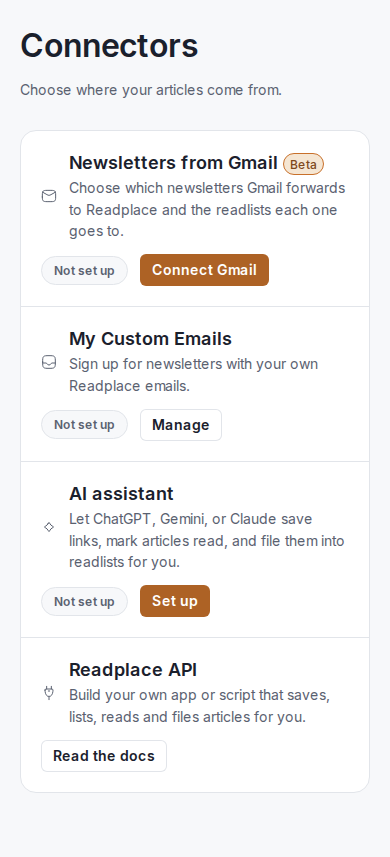 Connectors
Choose where your articles come from.
Newsletters from Gmail Beta
Choose which newsletters Gmail forwards
to Readplace and the readlists each one
goes to.
Not set up Connect Gmail
My Custom Emails
Sign up for newsletters with your own
Readplace emails.
Not set up Manage
AI assistant
Let ChatGPT, Gemini, or Claude save
links, mark articles read, and file them into
readlists for you.
Not set up Set up
Readplace API
Build your own app or script that saves,
lists, reads and files articles for you.
Read the docs